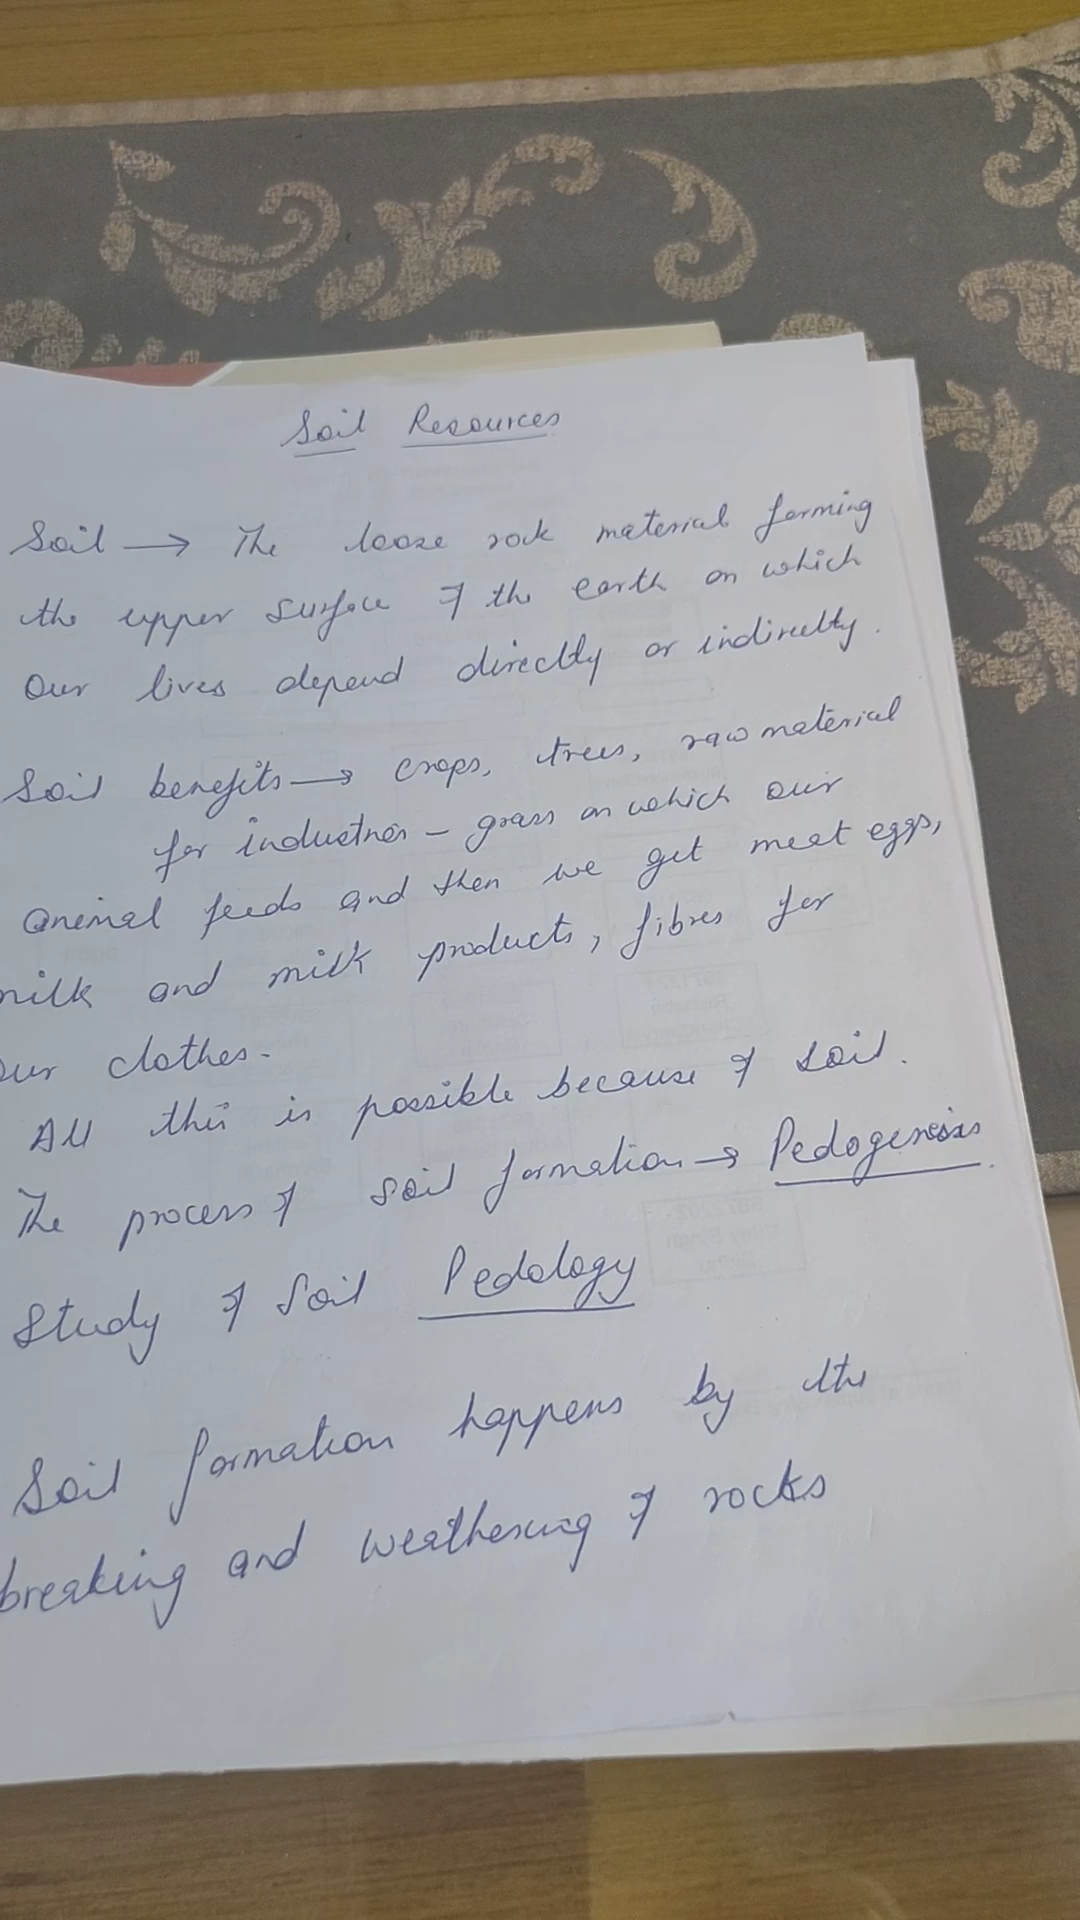 Soil Resources
Soil → The loose rock material forming
the upper surface of the earth on which
our lives depend directly or indirectly.
Soil benefits → crops, trees, raw material
for industries - grass on which our
animal feeds and then we get meat eggs,
milk and milk products, fibres for
our clothes.
All this is possible because of soil.
The process of soil formation → Pedogenesis
Study of Soil Pedology
Soil formation happens by the
breaking and weathering of rocks